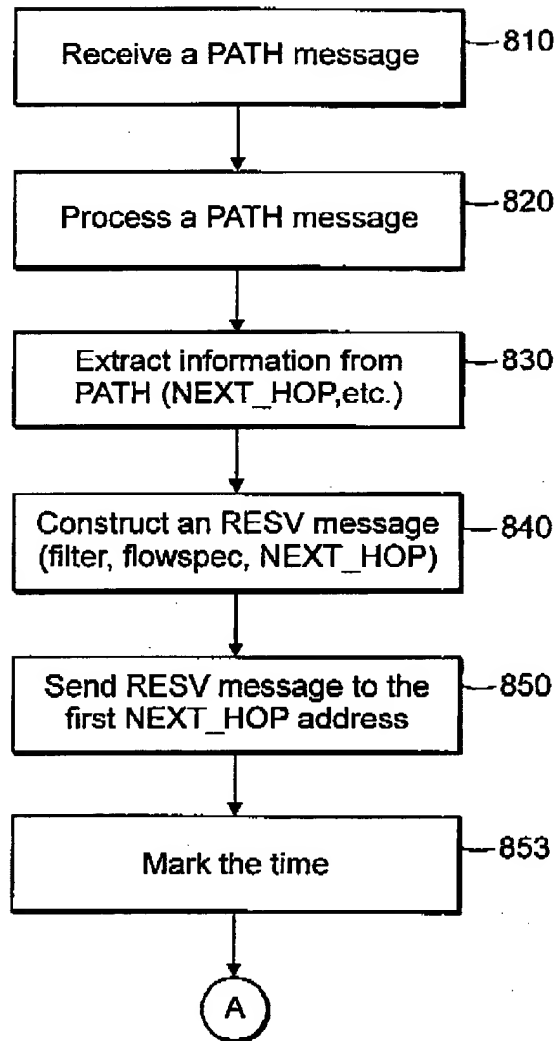 Receive a PATH message
810
Process a PATH message
820
Extract information from
PATH (NEXT_HOP,etc.)
830
Construct an RESV message
(filter, flowspec, NEXT_HOP)
840
Send RESV message to the
first NEXT_HOP address
850
Mark the time
853
A